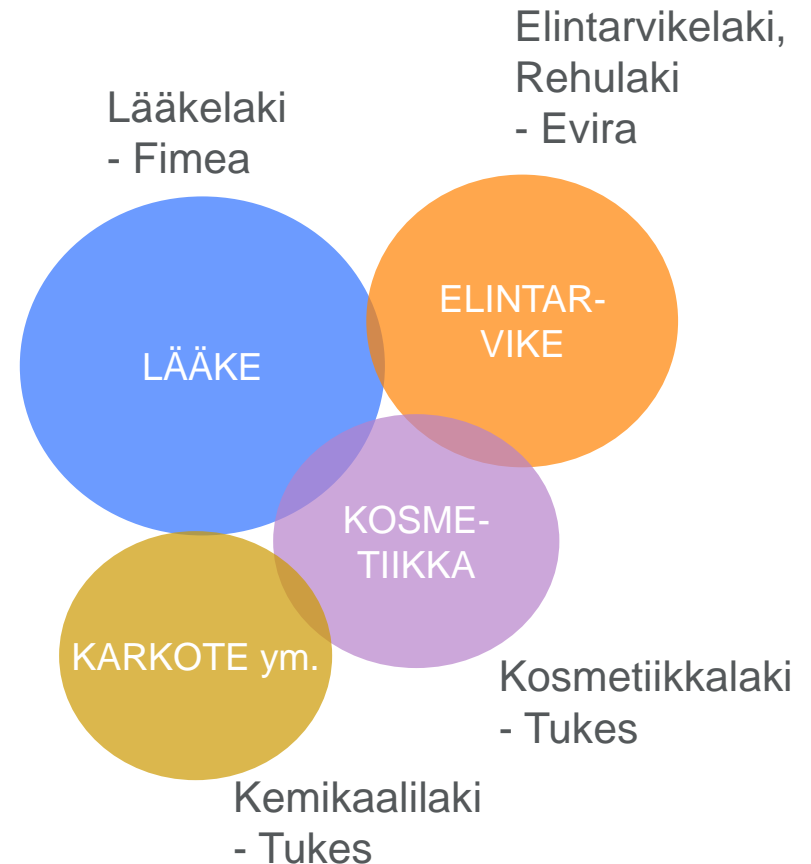 Elintarvikelaki,
Rehulaki
- Evira
Lääkelaki
- Fimea
ELINTAR-
VIKE
LÄÄKE
KOSME-
TIIKKA
KARKOTE ym.
Kosmetiikkalaki
- Tukes
Kemikaalilaki
- Tukes